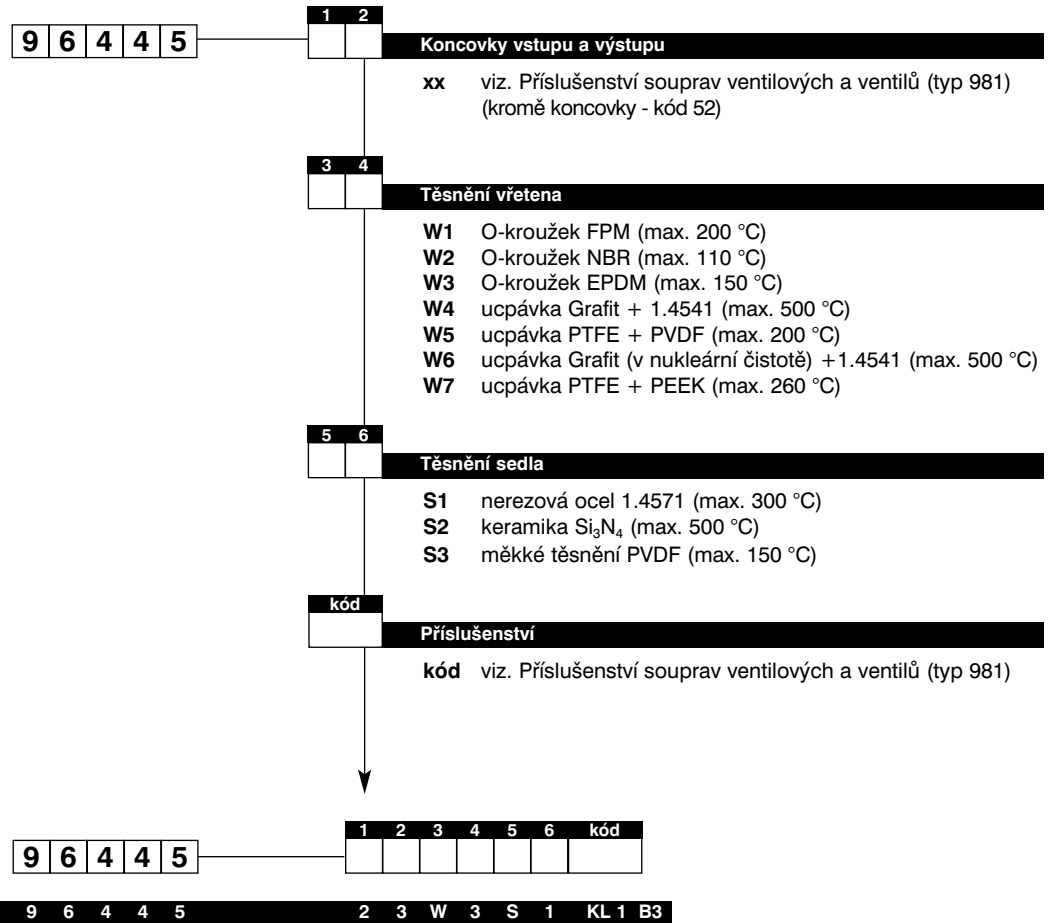 1 2
9 6 4 4 5
Koncovky vstupu a výstupu
xx viz. Příslušenství souprav ventilových a ventilů (typ 981)
(kromě koncovky - kód 52)
3 4
Těsnění vřetena
W1 O-kroužek FPM (max. 200 °C)
W2 O-kroužek NBR (max. 110 °C)
W3 O-kroužek EPDM (max. 150 °C)
W4 ucpávka Grafit + 1.4541 (max. 500 °C)
W5 ucpávka PTFE + PVDF (max. 200 °C)
W6 ucpávka Grafit (v nukleární čistotě) +1.4541 (max. 500 °C)
W7 ucpávka PTFE + PEEK (max. 260 °C)
5 6
Těsnění sedla
S1 nerezová ocel 1.4571 (max. 300 °C)
S2 keramika Si₃N₄ (max. 500 °C)
S3 měkké těsnění PVDF (max. 150 °C)
kód
Příslušenství
kód viz. Příslušenství souprav ventilových a ventilů (typ 981)
1 2 3 4 5 6 kód
9 6 4 4 5
9 6 4 4 5 2 3 W 3 S 1 KL 1 B3